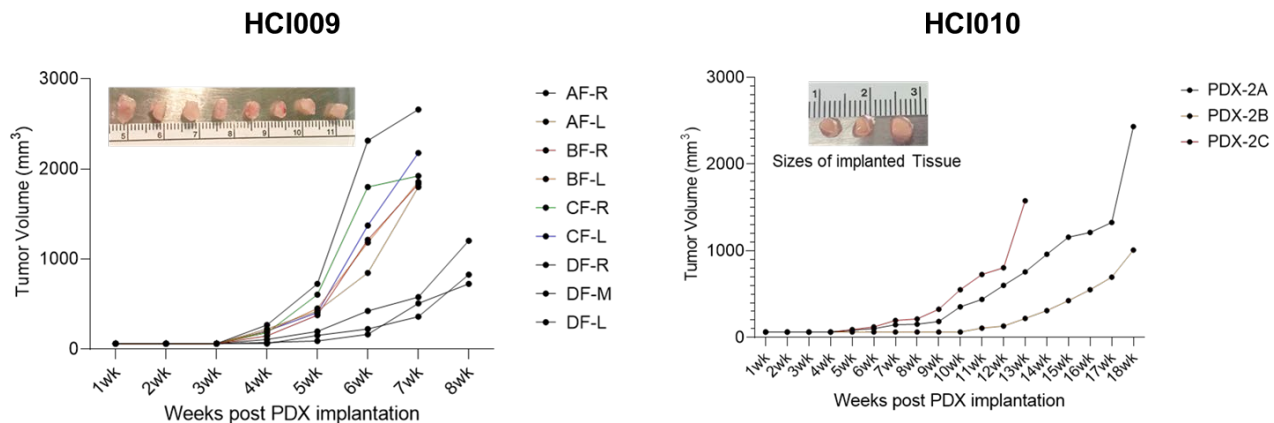 HCI009
3000
2000
1000
0
Tumor Volume (mm³)
5 6 7 8 9 10 11
1wk 2wk 3wk 4wk 5wk 6wk 7wk 8wk
Weeks post PDX implantation
AF-R
AF-L
BF-R
BF-L
CF-R
CF-L
DF-R
DF-M
DF-L
HCI010
3000
2000
1000
0
Tumor Volume (mm³)
1 2 3
Sizes of implanted Tissue
1wk 2wk 3wk 4wk 5wk 6wk 7wk 8wk 9wk 10wk 11wk 12wk 13wk 14wk 15wk 16wk 17wk 18wk
Weeks post PDX implantation
PDX-2A
PDX-2B
PDX-2C